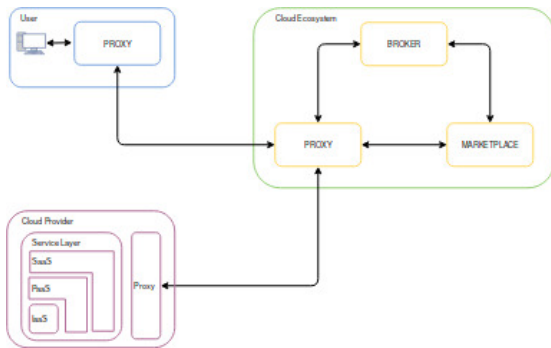 User
PROXY
Cloud Ecosystem
BROKER
PROXY
MARKETPLACE
Cloud Provider
Service Layer
SaaS
PaaS
IaaS
Proxy